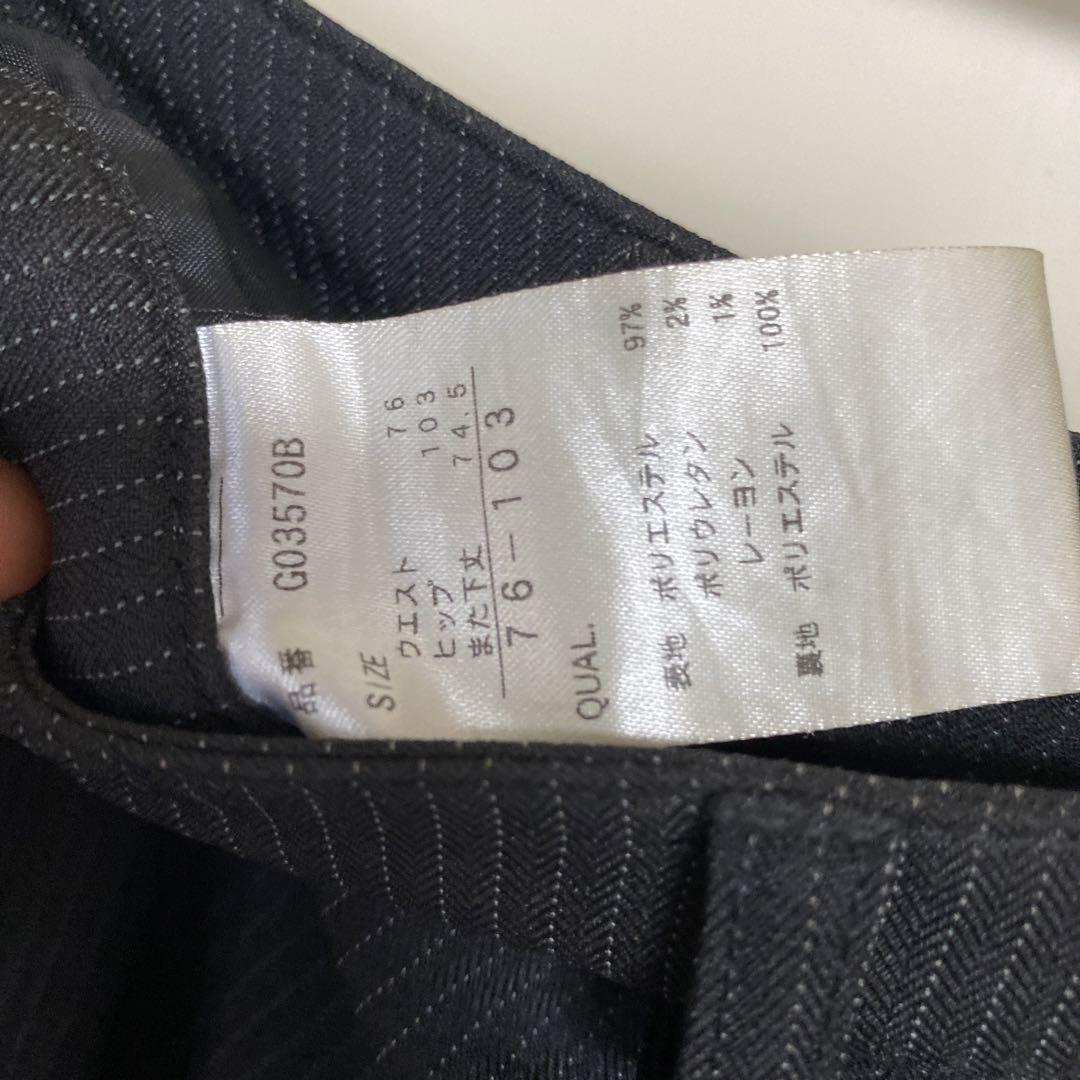 品番 G03570B
SIZE
ウエスト 76
ヒップ 103
また下丈 74.5
76-103
QUAL.
表地 ポリエステル 97%
ポリウレタン 2%
レーヨン 1%
裏地 ポリエステル 100%